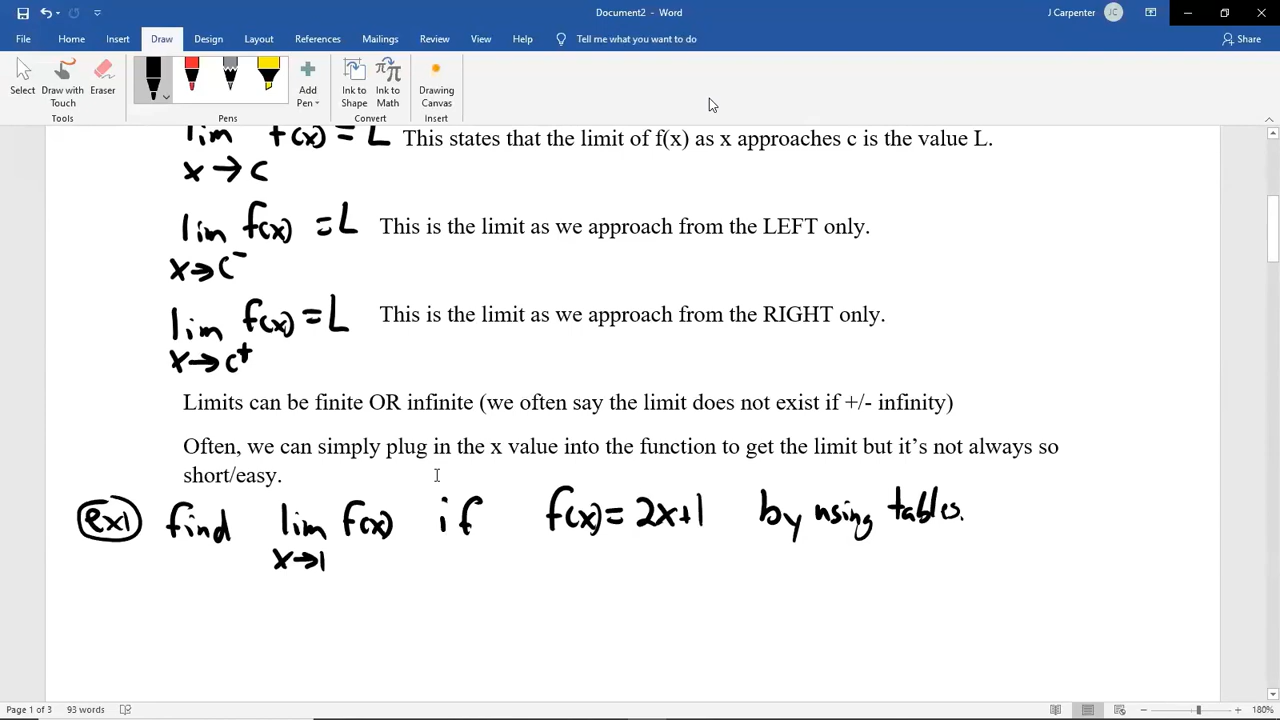 Document2 - Word
J Carpenter JC
File Home Insert Draw Design Layout References Mailings Review View Help Tell me what you want to do Share
Select Draw with Touch Eraser Add Pen Ink to Shape Ink to Math Drawing Canvas
Tools Pens Convert Insert
lim f(x) = L This states that the limit of f(x) as x approaches c is the value L.
x → c
lim f(x) = L This is the limit as we approach from the LEFT only.
x → c⁻
lim f(x) = L This is the limit as we approach from the RIGHT only.
x → c⁺
Limits can be finite OR infinite (we often say the limit does not exist if +/- infinity)
Often, we can simply plug in the x value into the function to get the limit but it’s not always so
short/easy.
ex1 find lim f(x) if f(x) = 2x+1 by using tables.
x → 1
Page 1 of 3 93 words 180%